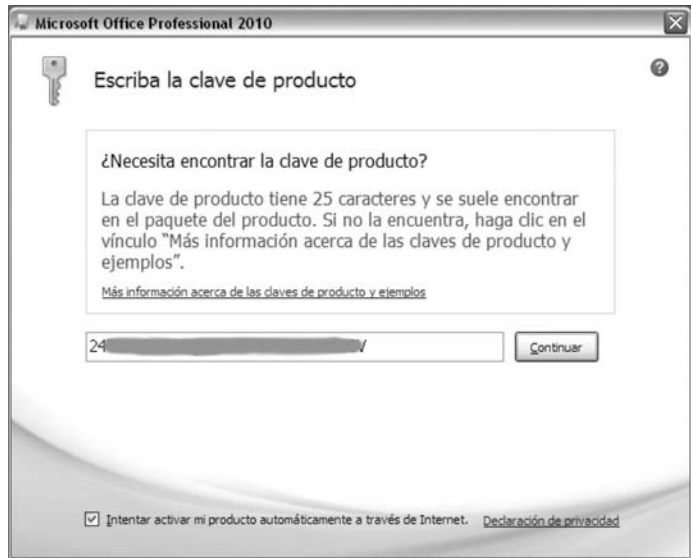 Microsoft Office Professional 2010
Escriba la clave de producto
¿Necesita encontrar la clave de producto?
La clave de producto tiene 25 caracteres y se suele encontrar
en el paquete del producto. Si no la encuentra, haga clic en el
vínculo “Más información acerca de las claves de producto y
ejemplos”.
Más información acerca de las claves de producto y ejemplos
24 V
Continuar
Intentar activar mi producto automáticamente a través de Internet. Declaración de privacidad